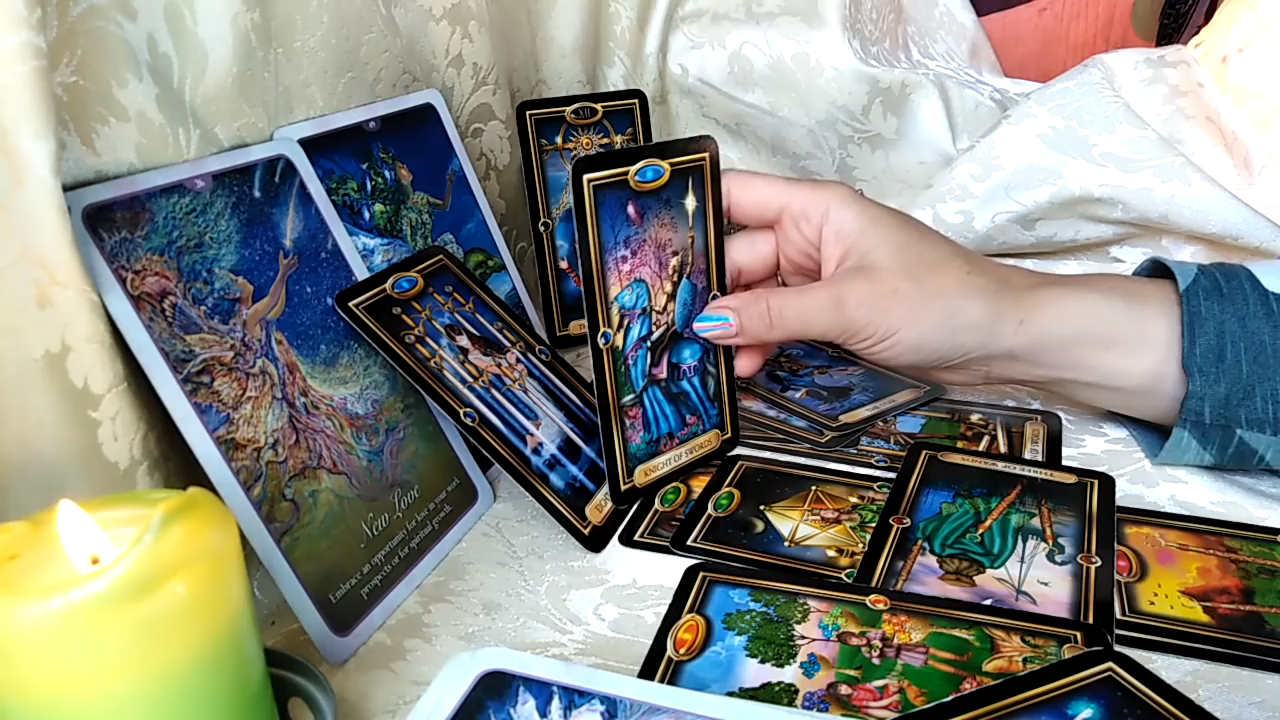 XII
KNIGHT OF SWORDS
THREE OF WANDS
New Love
Embrace an opportunity for love in your work
prospects or for spiritual growth.